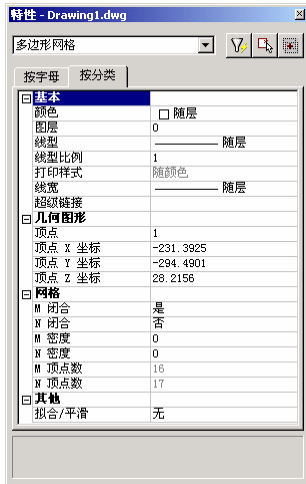 特性 - Drawing1.dwg
多边形网格
按字母 按分类
基本
颜色 随层
图层 0
线型 随层
线型比例 1
打印样式 随颜色
线宽 随层
超级链接
几何图形
顶点 1
顶点 X 坐标 -231.3925
顶点 Y 坐标 -294.4901
顶点 Z 坐标 28.2156
网格
M 闭合 是
N 闭合 否
M 密度 0
N 密度 0
M 顶点数 16
N 顶点数 17
其他
拟合/平滑 无